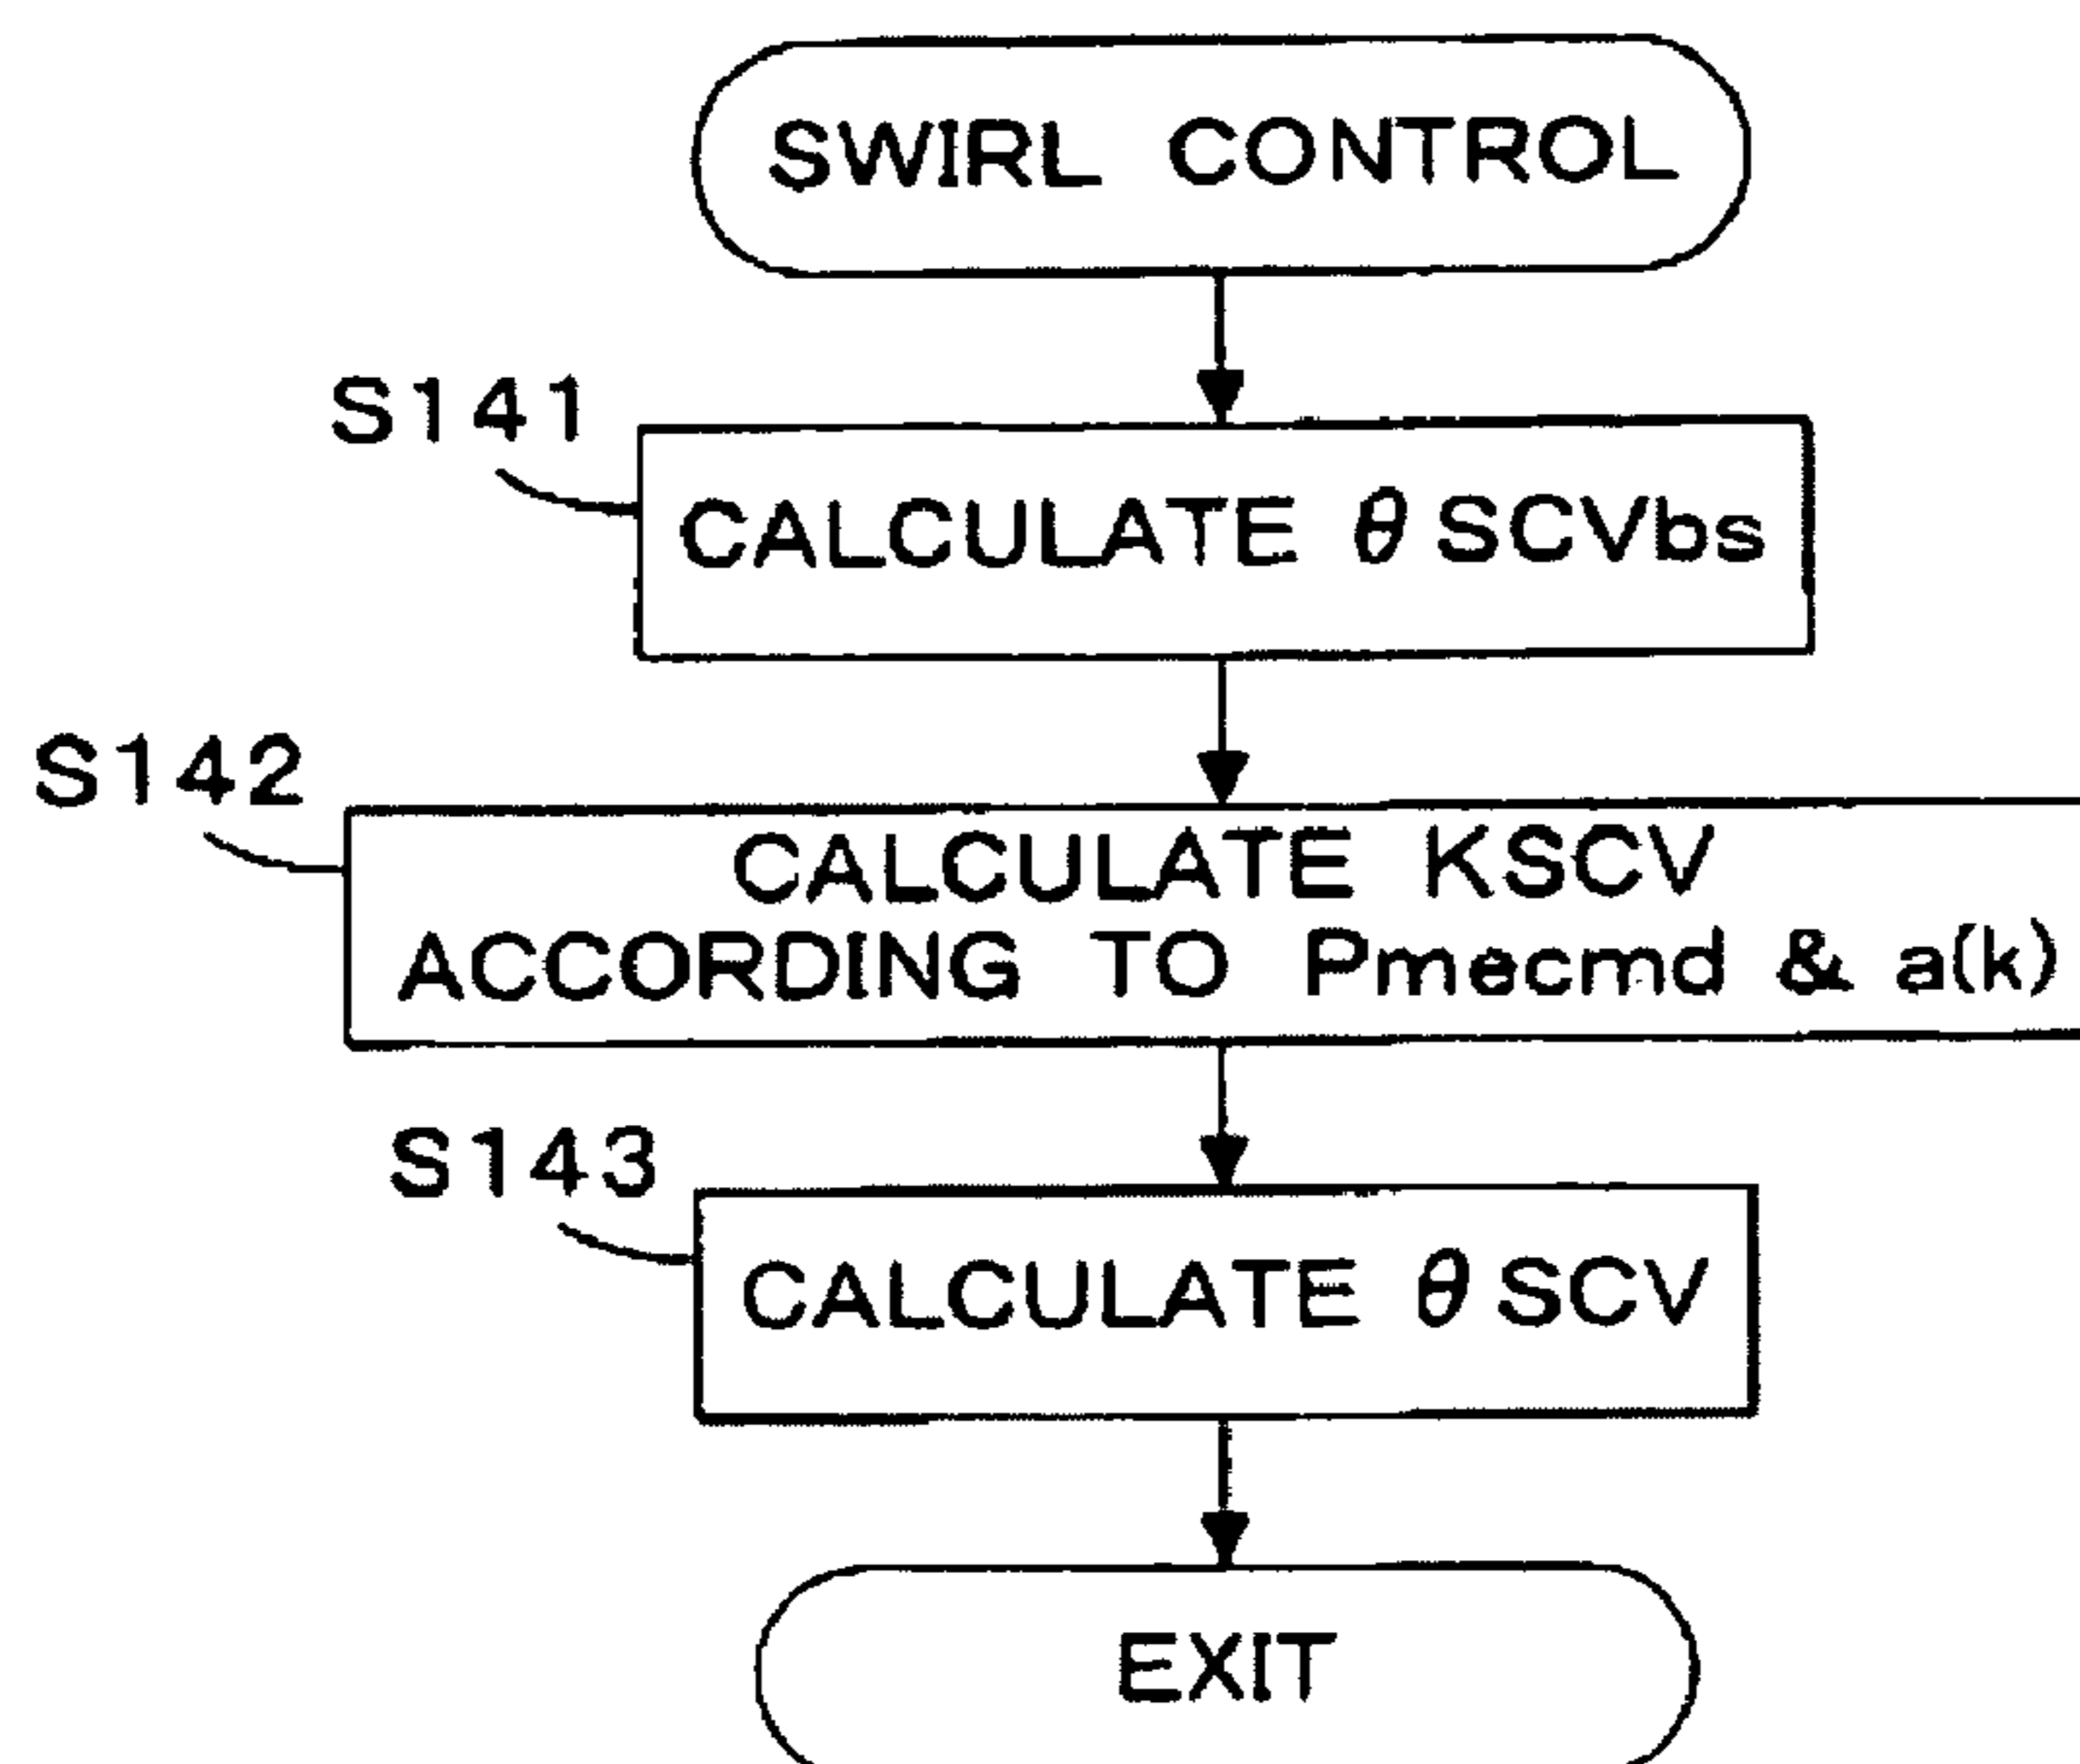 SWIRL CONTROL
S141
CALCULATE θSCVbs
S142
CALCULATE KSCV
ACCORDING TO Pmecmd & a(k)
S143
CALCULATE θSCV
EXIT